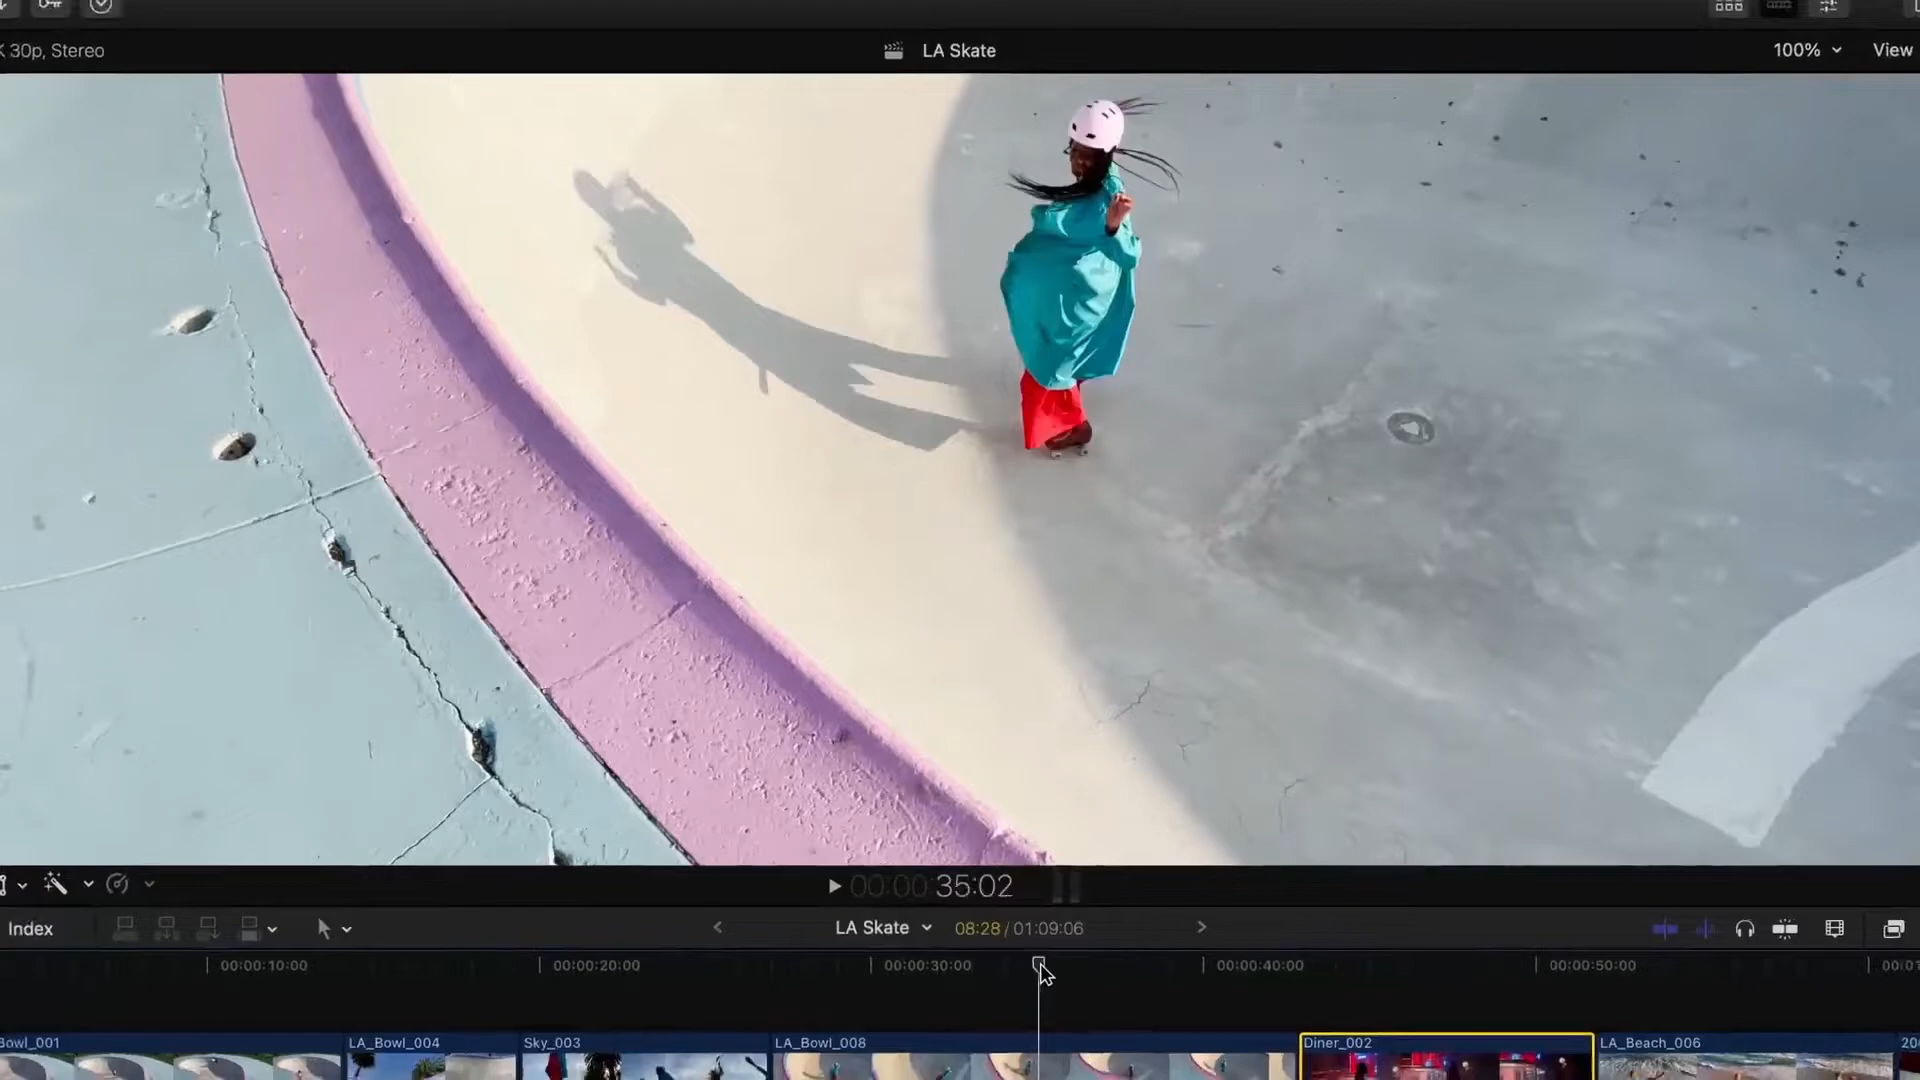 30p, Stereo
LA Skate
100%
View
00:00:35:02
Index
LA Skate
08:28 / 01:09:06
00:00:10:00
00:00:20:00
00:00:30:00
00:00:40:00
00:00:50:00
LA_Bowl_004
Sky_003
LA_Bowl_008
Diner_002
LA_Beach_006